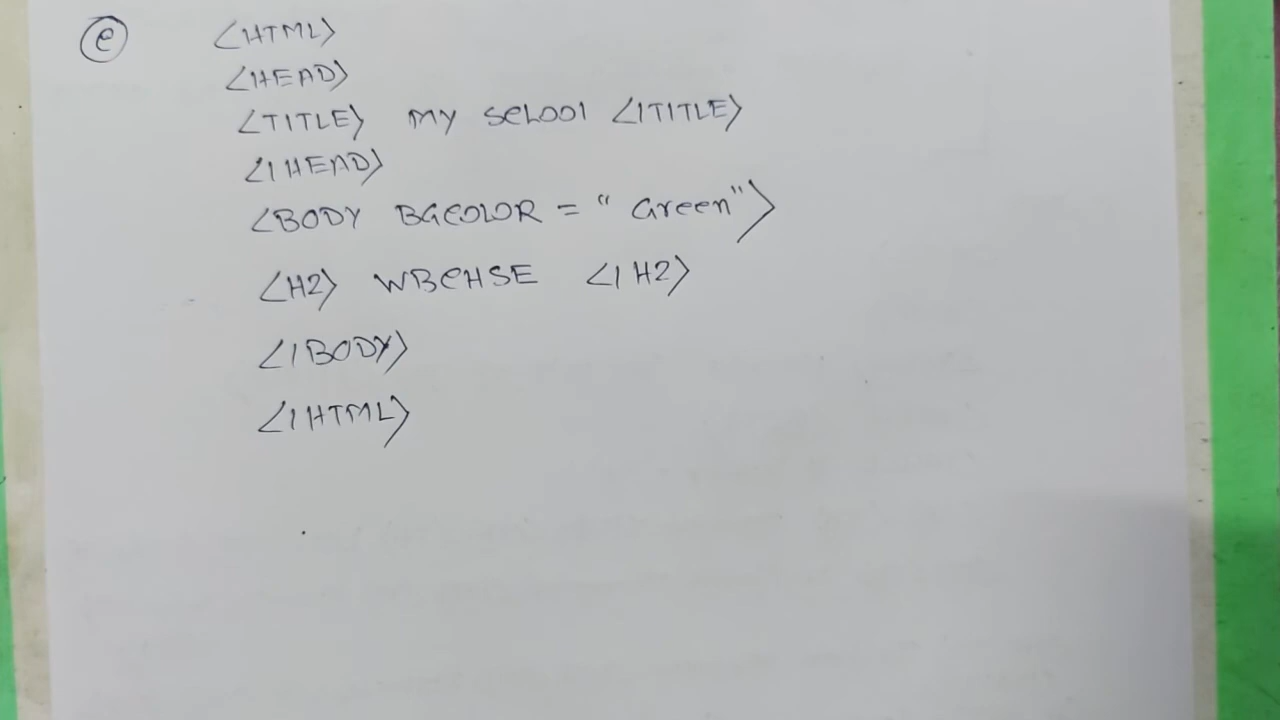 e <HTML>
<HEAD>
<TITLE> MY SCHOOl </TITLE>
</HEAD>
<BODY BGCOLOR = "Green">
<H2> WBCHSE </H2>
</BODY>
</HTML>